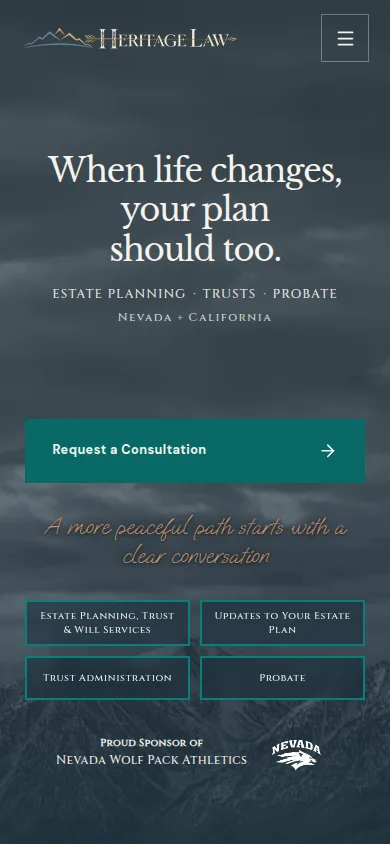 Heritage Law
When life changes,
your plan
should too.
Estate Planning · Trusts · Probate
Nevada + California
Request a Consultation
A more peaceful path starts with a
clear conversation
Estate Planning, Trust
& Will Services
Updates to Your Estate
Plan
Trust Administration
Probate
Proud Sponsor of
Nevada Wolf Pack Athletics
NEVADA